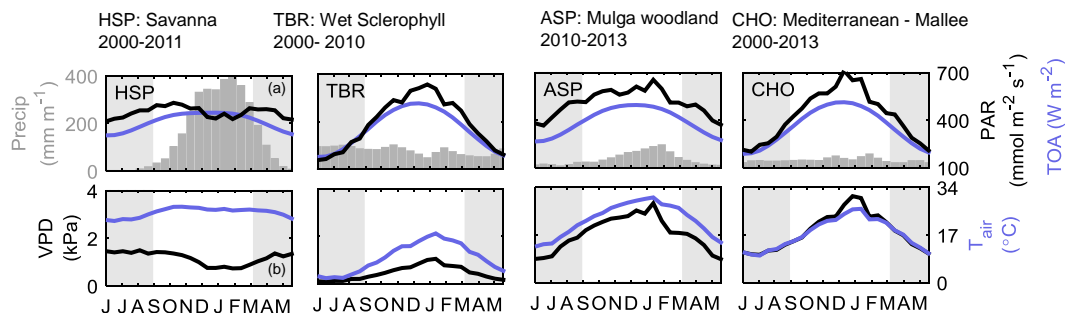 HSP: Savanna
2000-2011
TBR: Wet Sclerophyll
2000- 2010
ASP: Mulga woodland
2010-2013
CHO: Mediterranean - Mallee
2000-2013
Precip
(mm m⁻¹)
400
200
0
HSP
(a)
TBR
ASP
CHO
700
100
PAR
(mmol m⁻² s⁻¹)
TOA (W m⁻²)
VPD
(kPa)
4
2
0
(b)
34
17
0
Tair
(°C)
J J A S O N D J F M A M
J J A S O N D J F M A M
J J A S O N D J F M A M
J J A S O N D J F M A M